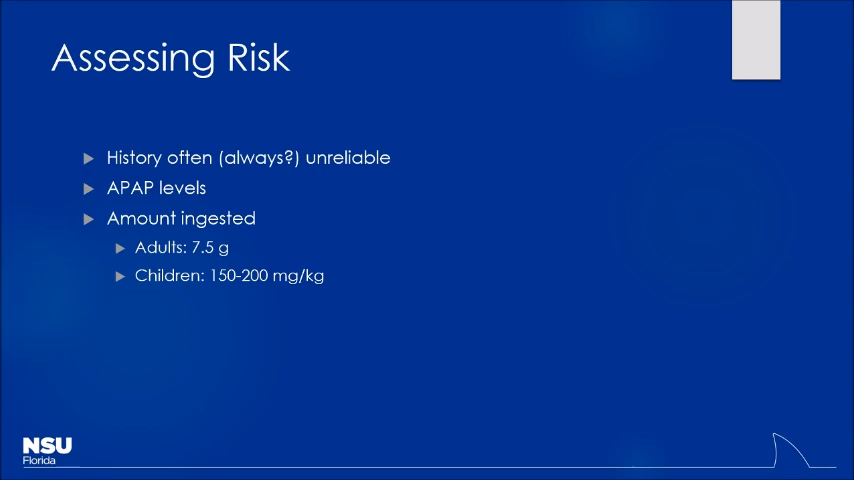 Assessing Risk
History often (always?) unreliable
APAP levels
Amount ingested
Adults: 7.5 g
Children: 150-200 mg/kg
NSU
Florida